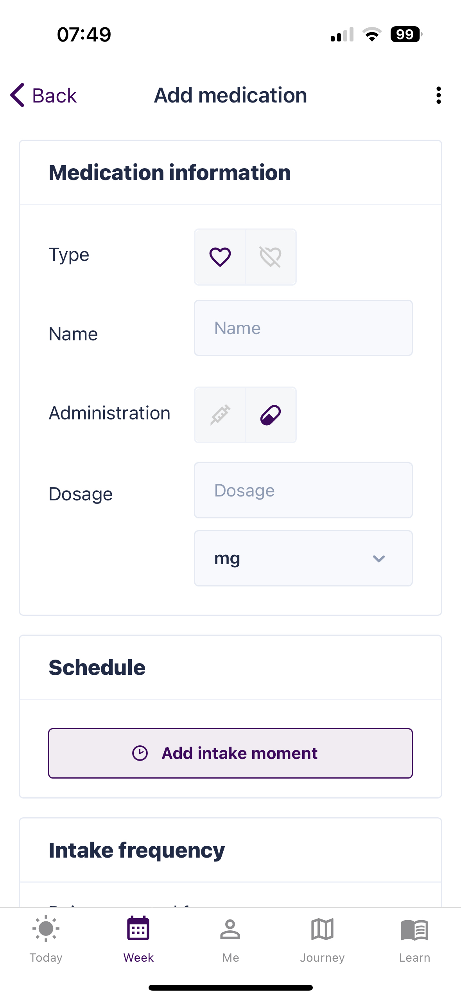 07:49
99
Back
Add medication
Medication information
Type
Name
Name
Administration
Dosage
Dosage
mg
Schedule
Add intake moment
Intake frequency
Today
Week
Me
Journey
Learn